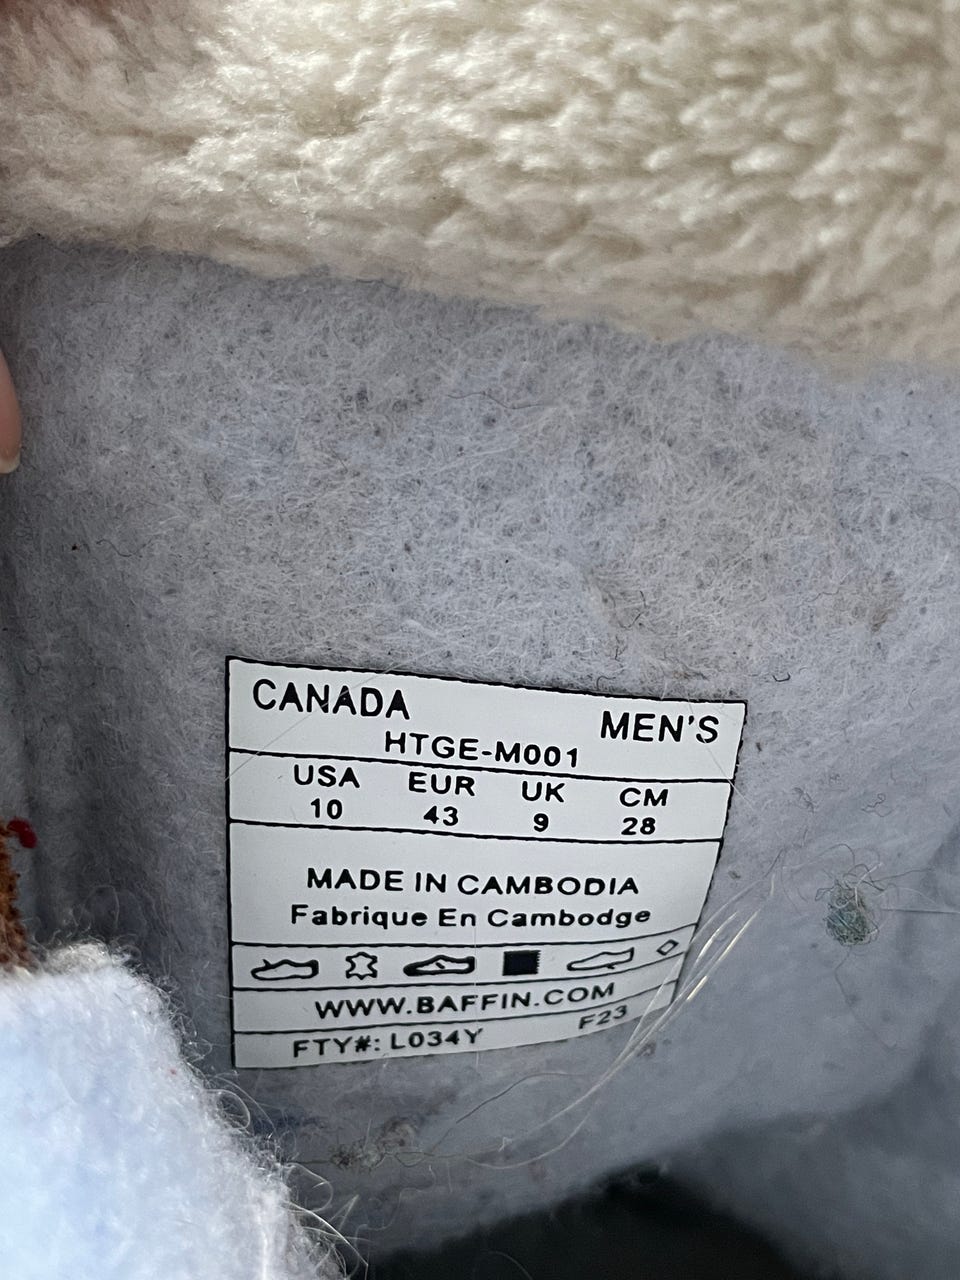 CANADA MEN'S
HTGE-M001
USA EUR UK CM
10 43 9 28
MADE IN CAMBODIA
Fabrique En Cambodge
WWW.BAFFIN.COM
FTY#: L034Y F23